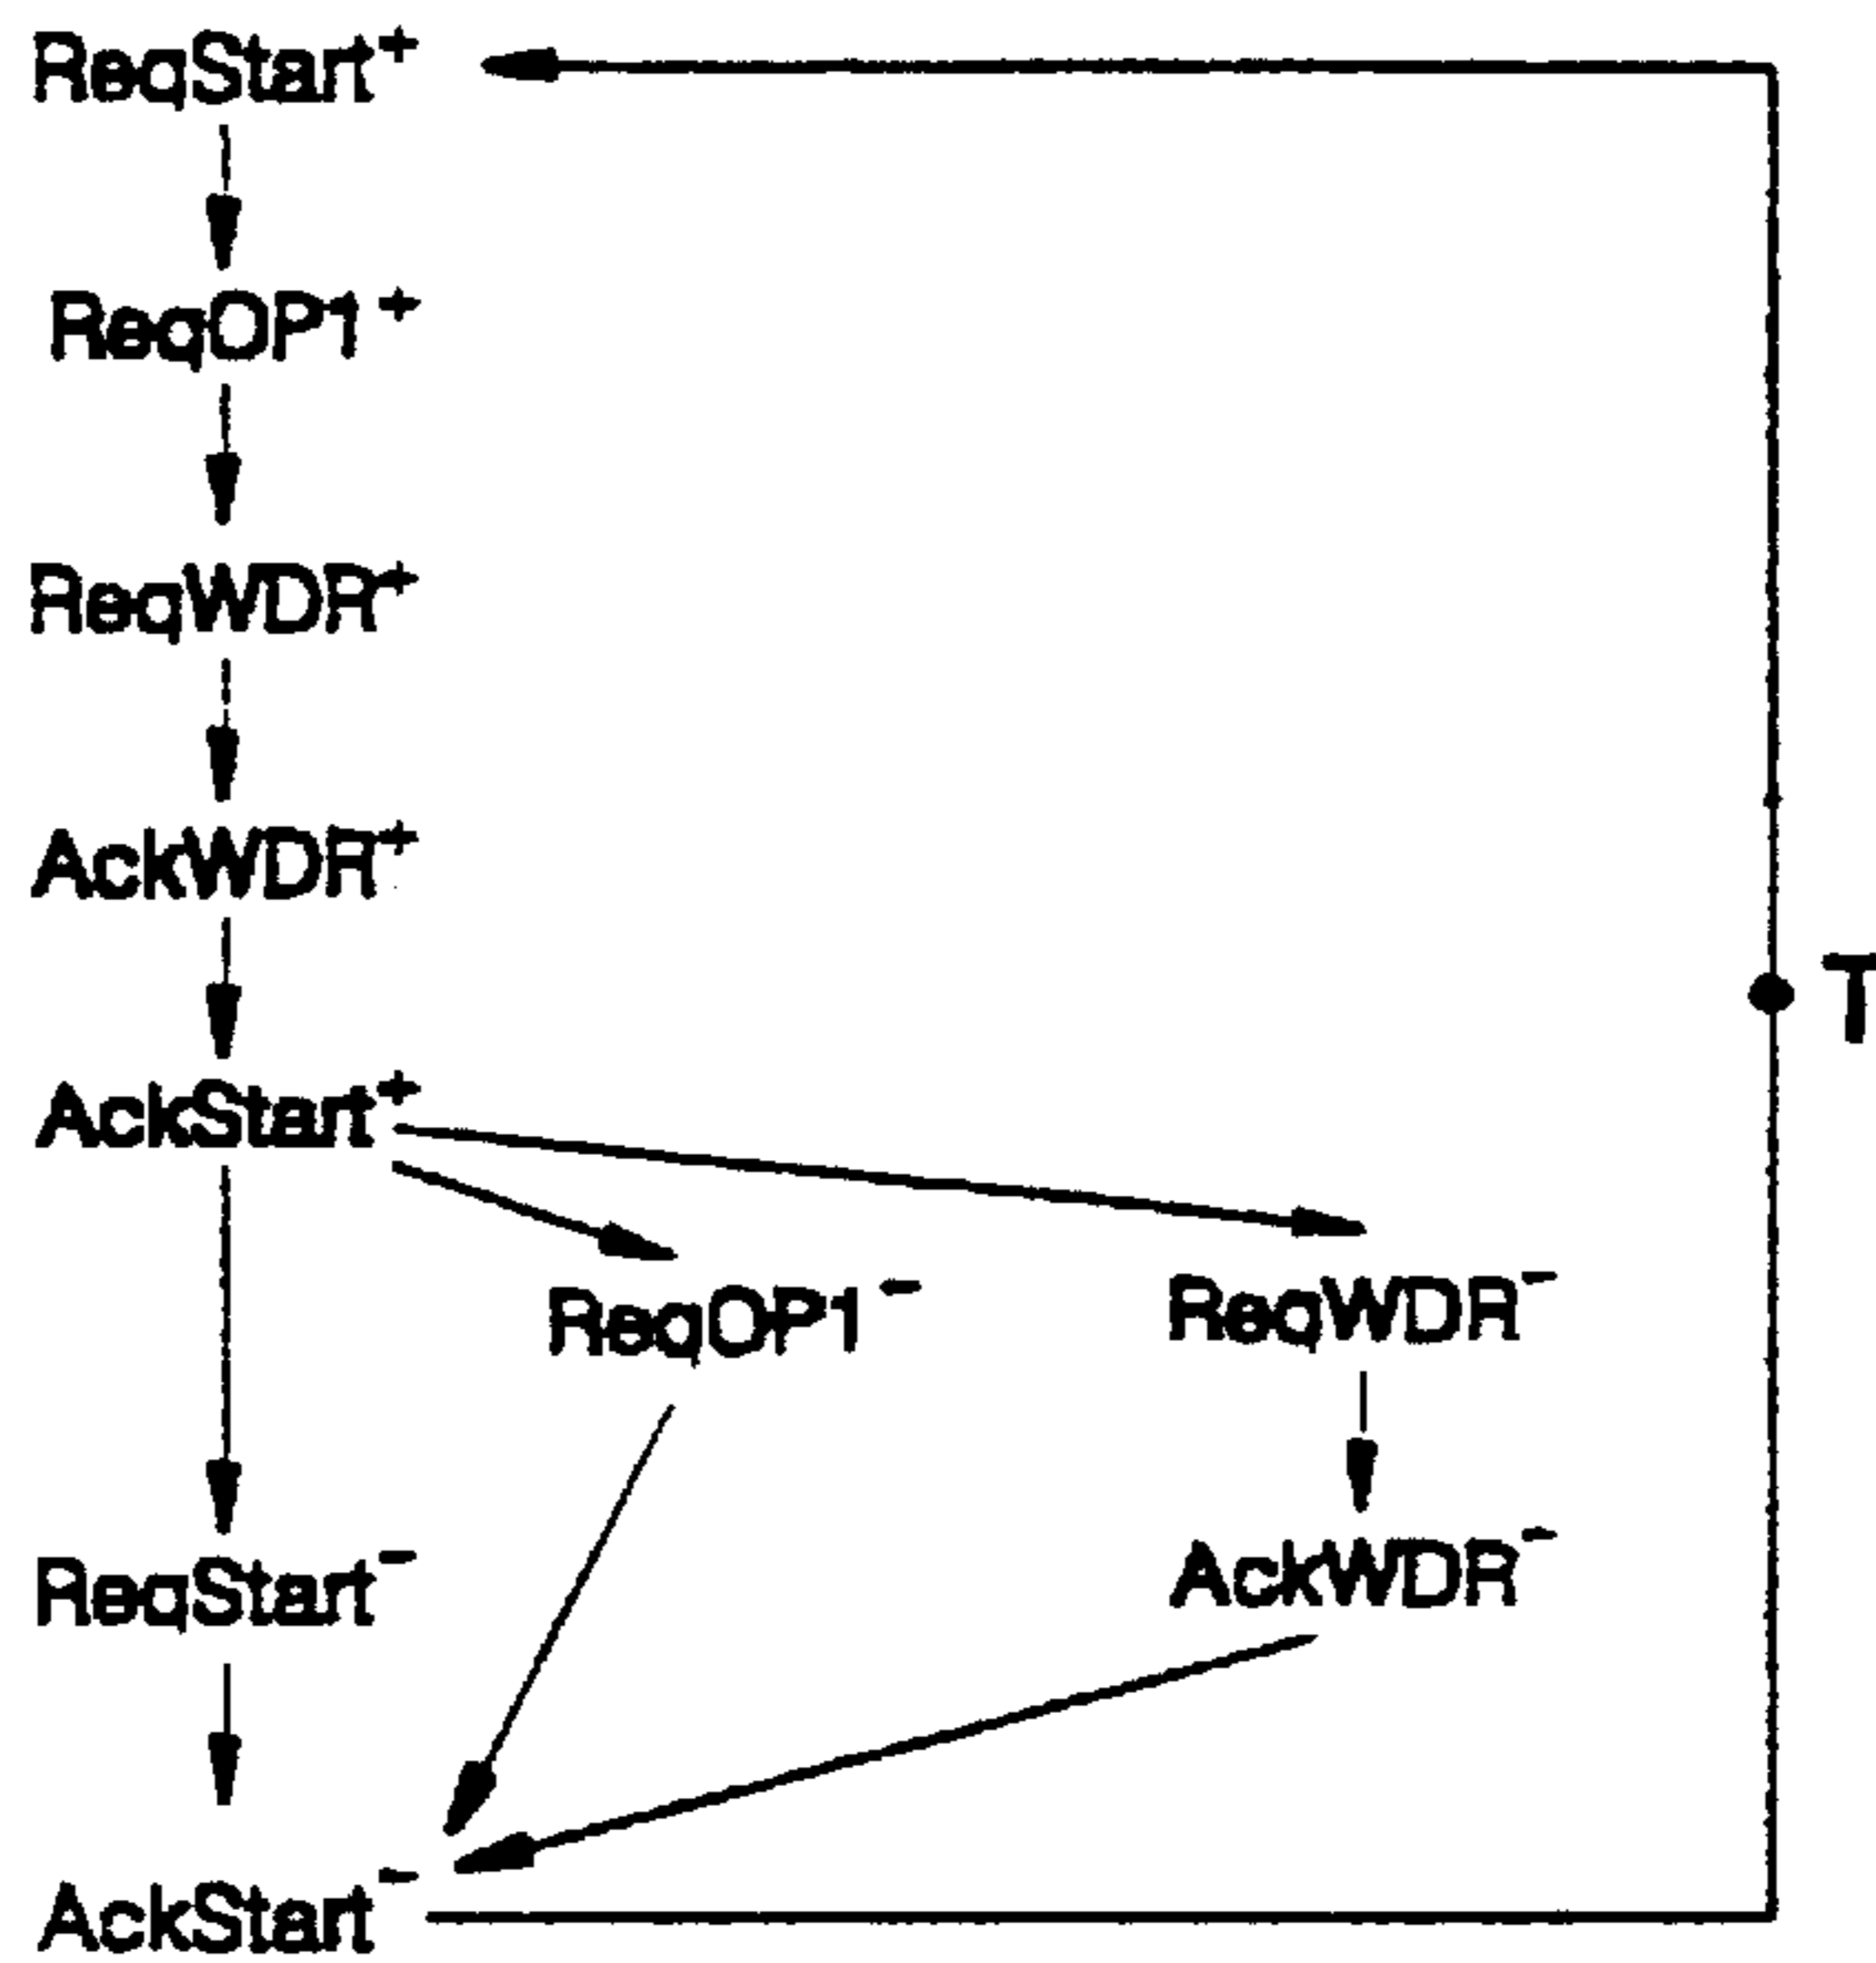 ReqStart⁺
ReqOP1⁺
ReqWDR⁺
AckWDR⁺
T
AckStart⁺
ReqOP1⁻ ReqWDR⁻
ReqStart⁻ AckWDR⁻
AckStart⁻